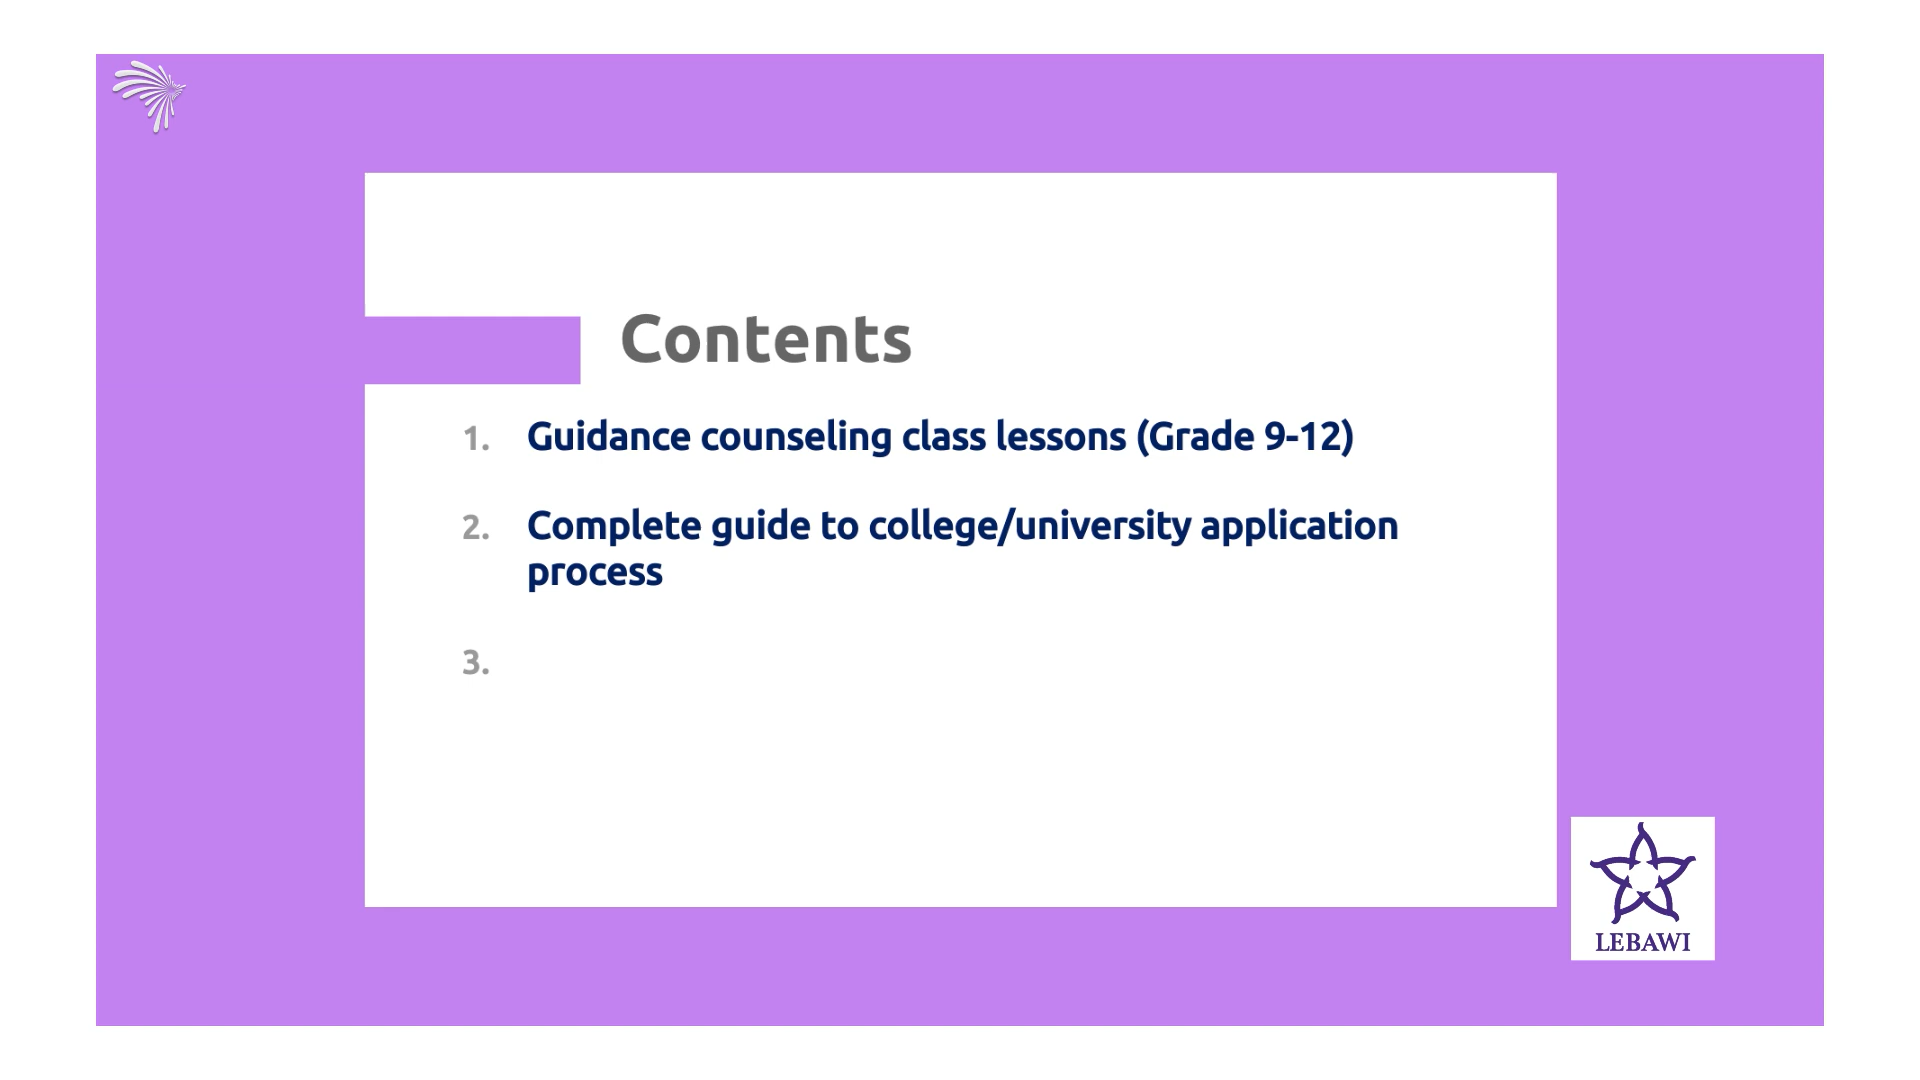 Contents
1. Guidance counseling class lessons (Grade 9-12)
2. Complete guide to college/university application
process
3.
LEBAWI